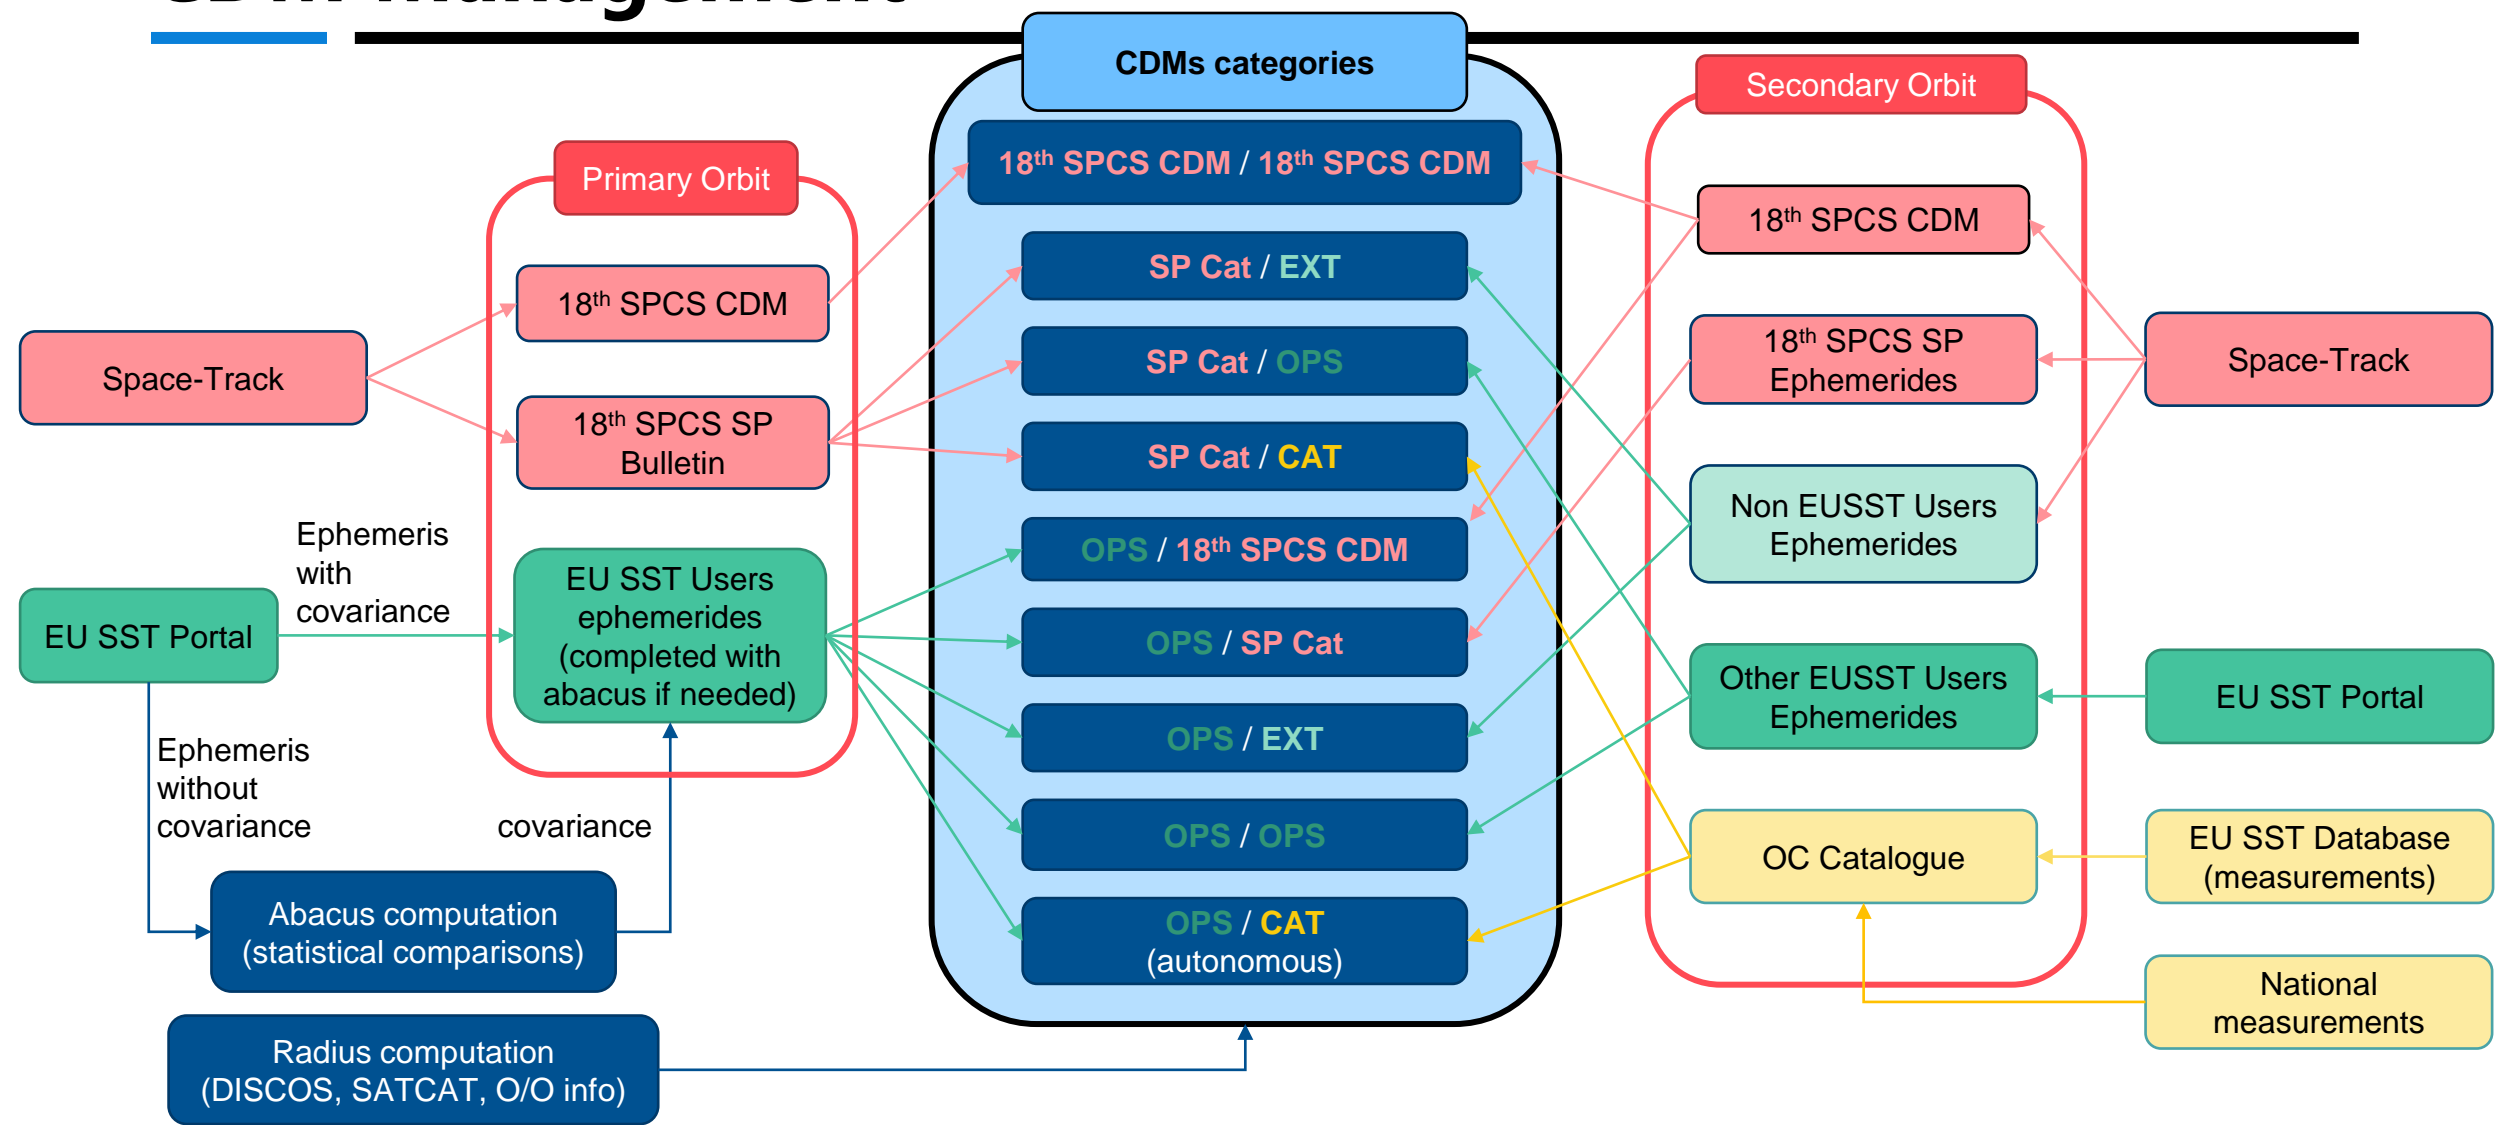 CDM Management
CDMs categories
Primary Orbit
Secondary Orbit
Space-Track
18th SPCS CDM
18th SPCS SP
Bulletin
EU SST Portal
Ephemeris
with
covariance
EU SST Users
ephemerides
(completed with
abacus if needed)
Ephemeris
without
covariance
covariance
Abacus computation
(statistical comparisons)
Radius computation
(DISCOS, SATCAT, O/O info)
18th SPCS CDM / 18th SPCS CDM
SP Cat / EXT
SP Cat / OPS
SP Cat / CAT
OPS / 18th SPCS CDM
OPS / SP Cat
OPS / EXT
OPS / OPS
OPS / CAT
(autonomous)
18th SPCS CDM
18th SPCS SP
Ephemerides
Non EUSST Users
Ephemerides
Other EUSST Users
Ephemerides
OC Catalogue
Space-Track
EU SST Portal
EU SST Database
(measurements)
National
measurements